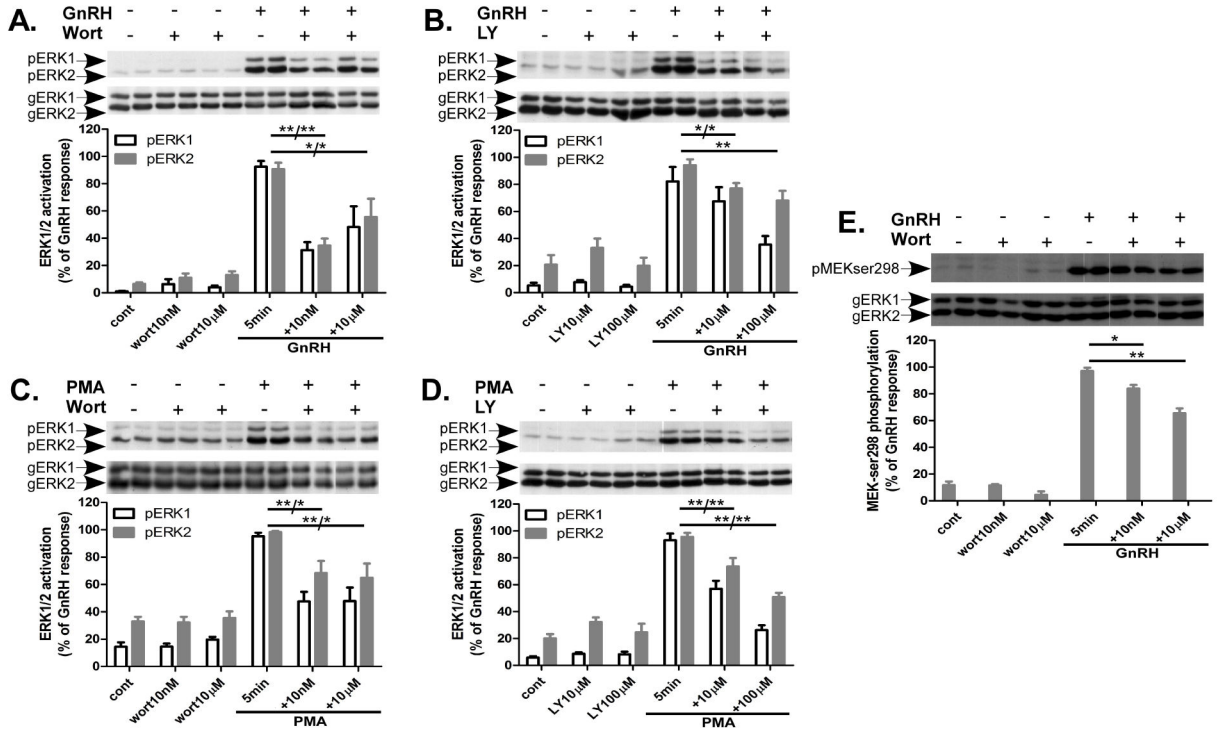 A.
GnRH - - - + + +
Wort - + + - + +
pERK1
pERK2
gERK1
gERK2
ERK1/2 activation
(% of GnRH response)
120
100
80
60
40
20
0
pERK1
pERK2
**/**
*/*
cont
wort10nM
wort10μM
5min
+10nM
+10μM
GnRH
B.
GnRH - - - + + +
LY - + + - + +
pERK1
pERK2
gERK1
gERK2
ERK1/2 activation
(% of GnRH response)
120
100
80
60
40
20
0
pERK1
pERK2
*/*
**
cont
LY10μM
LY100μM
5min
+10μM
+100μM
GnRH
C.
PMA - - - + + +
Wort - + + - + +
pERK1
pERK2
gERK1
gERK2
ERK1/2 activation
(% of GnRH response)
120
100
80
60
40
20
0
pERK1
pERK2
**/*
**/*
cont
wort10nM
wort10μM
5min
+10nM
+10μM
PMA
D.
PMA - - - + + +
LY - + + - + +
pERK1
pERK2
gERK1
gERK2
ERK1/2 activation
(% of GnRH response)
120
100
80
60
40
20
0
pERK1
pERK2
**/**
**/**
cont
LY10μM
LY100μM
5min
+10μM
+100μM
PMA
E.
GnRH - - - + + +
Wort - + + - + +
pMEKser298
gERK1
gERK2
MEK-ser298 phosphorylation
(% of GnRH response)
120
100
80
60
40
20
0
*
**
cont
wort10nM
wort10μM
5min
+10nM
+10μM
GnRH